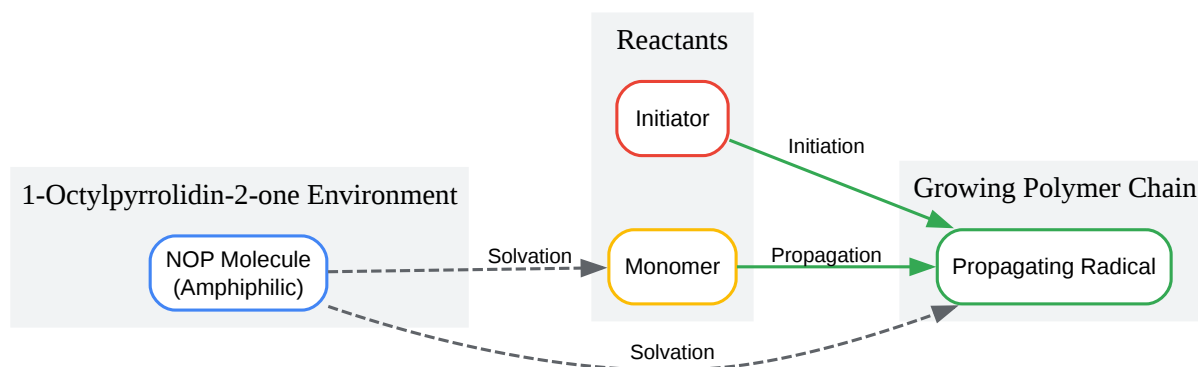 Reactants
Initiator
Initiation
1-Octylpyrrolidin-2-one Environment
Growing Polymer Chain
NOP Molecule
(Amphiphilic)
Solvation
Monomer
Propagation
Propagating Radical
Solvation